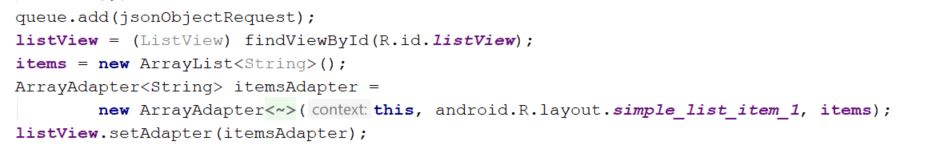 queue.add(jsonObjectRequest);
listView = (ListView) findViewById(R.id.listView);
items = new ArrayList<String>();
ArrayAdapter<String> itemsAdapter =
new ArrayAdapter<~>( context: this, android.R.layout.simple_list_item_1, items);
listView.setAdapter(itemsAdapter);